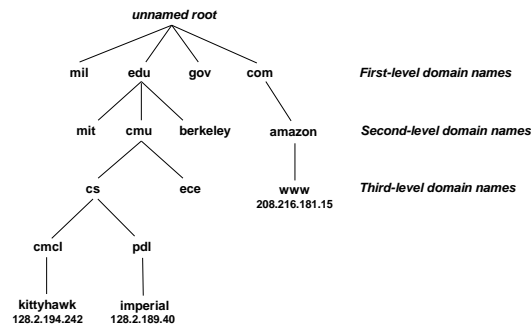 unnamed root
mil edu gov com First-level domain names
mit cmu berkeley amazon Second-level domain names
cs ece www Third-level domain names
208.216.181.15
cmcl pdl
kittyhawk imperial
128.2.194.242 128.2.189.40